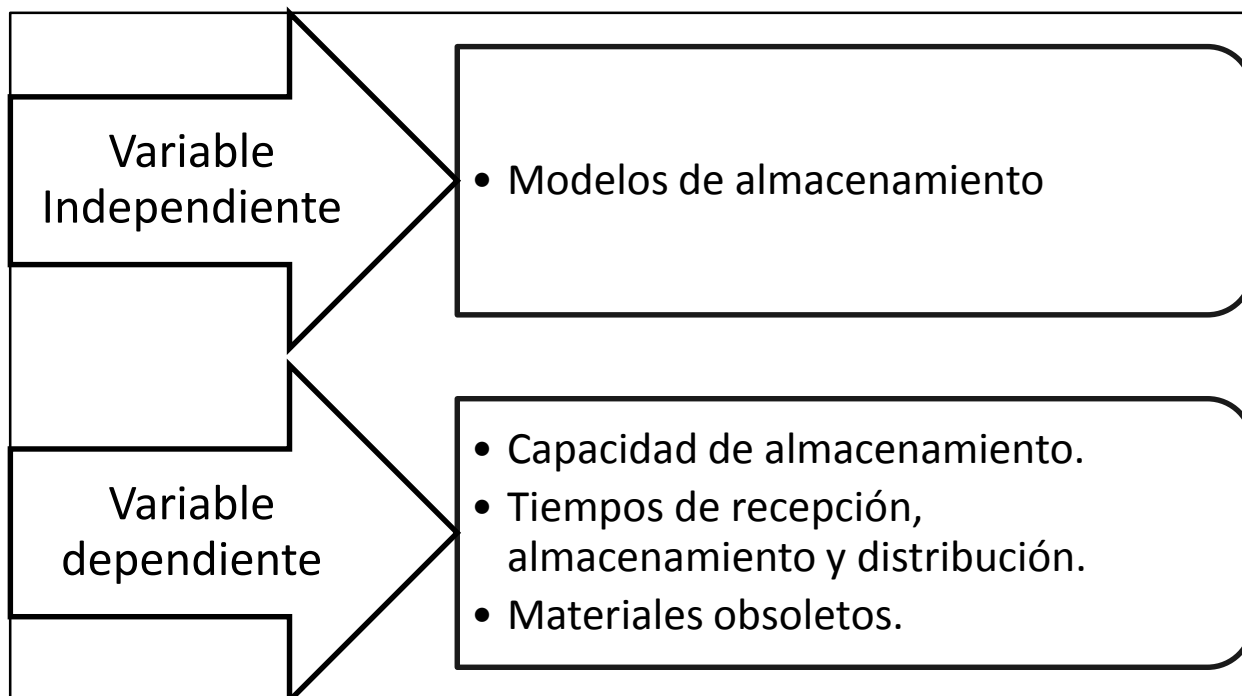 Variable
Independiente
• Modelos de almacenamiento
Variable
dependiente
• Capacidad de almacenamiento.
• Tiempos de recepción,
almacenamiento y distribución.
• Materiales obsoletos.